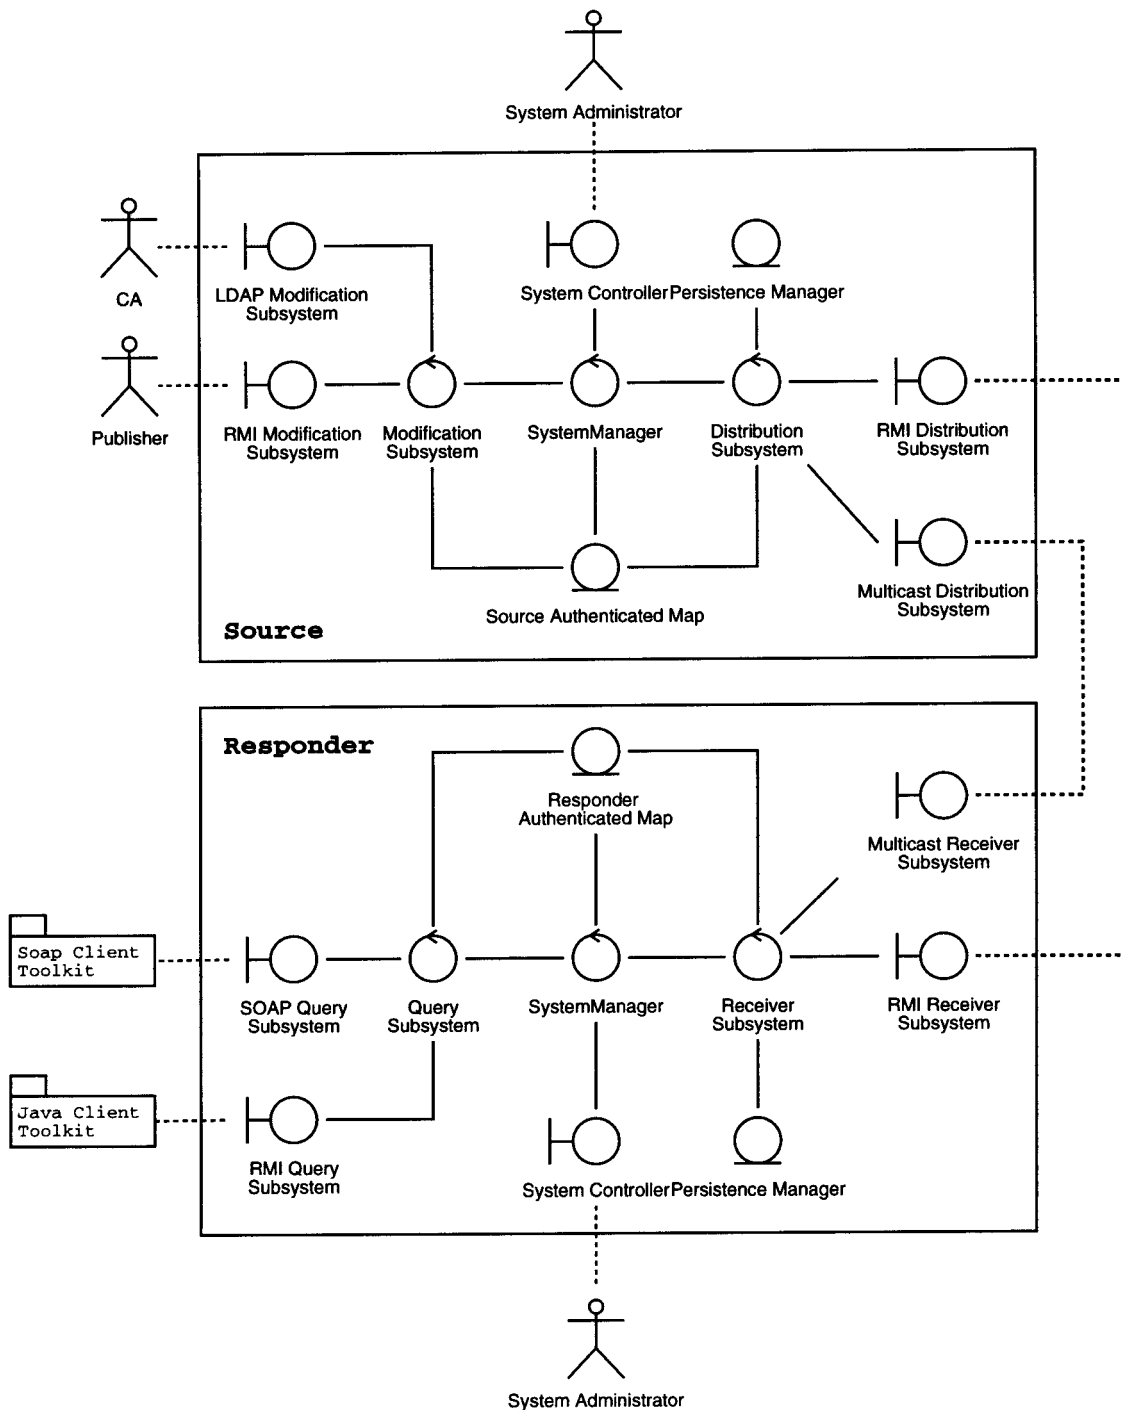 System Administrator
CA
LDAP Modification
Subsystem
System Controller
Persistence Manager
Publisher
RMI Modification
Subsystem
Modification
Subsystem
SystemManager
Distribution
Subsystem
RMI Distribution
Subsystem
Multicast Distribution
Subsystem
Source Authenticated Map
Source
Responder
Responder
Authenticated Map
Multicast Receiver
Subsystem
Soap Client
Toolkit
SOAP Query
Subsystem
Query
Subsystem
SystemManager
Receiver
Subsystem
RMI Receiver
Subsystem
Java Client
Toolkit
RMI Query
Subsystem
System Controller
Persistence Manager
System Administrator